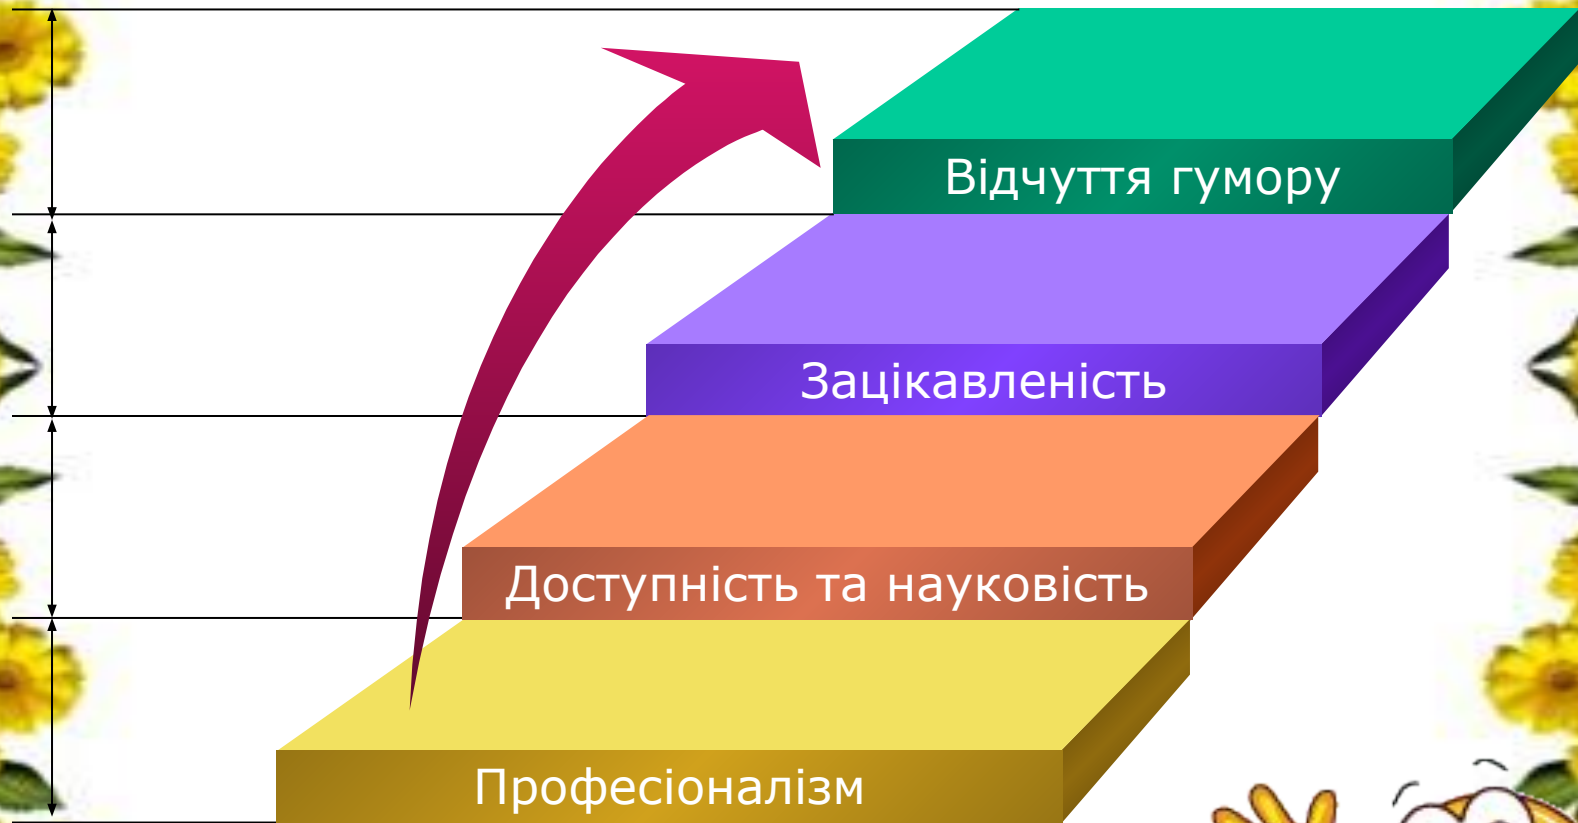 Відчуття гумору
Зацікавленість
Доступність та науковість
Професіоналізм